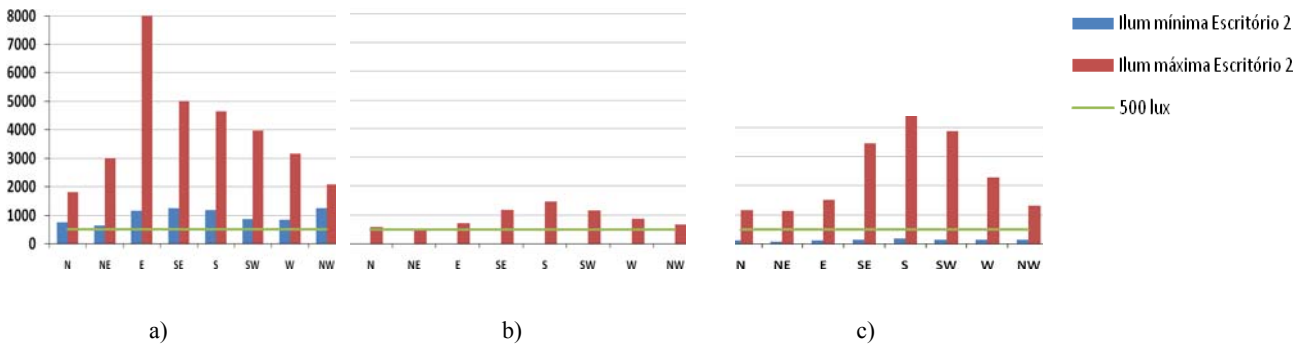 8000
7000
6000
5000
4000
3000
2000
1000
0
N NE E SE S SW W NW
N NE E SE S SW W NW
N NE E SE S SW W NW
Ilum mínima Escritório 2
Ilum máxima Escritório 2
500 lux
a) b) c)